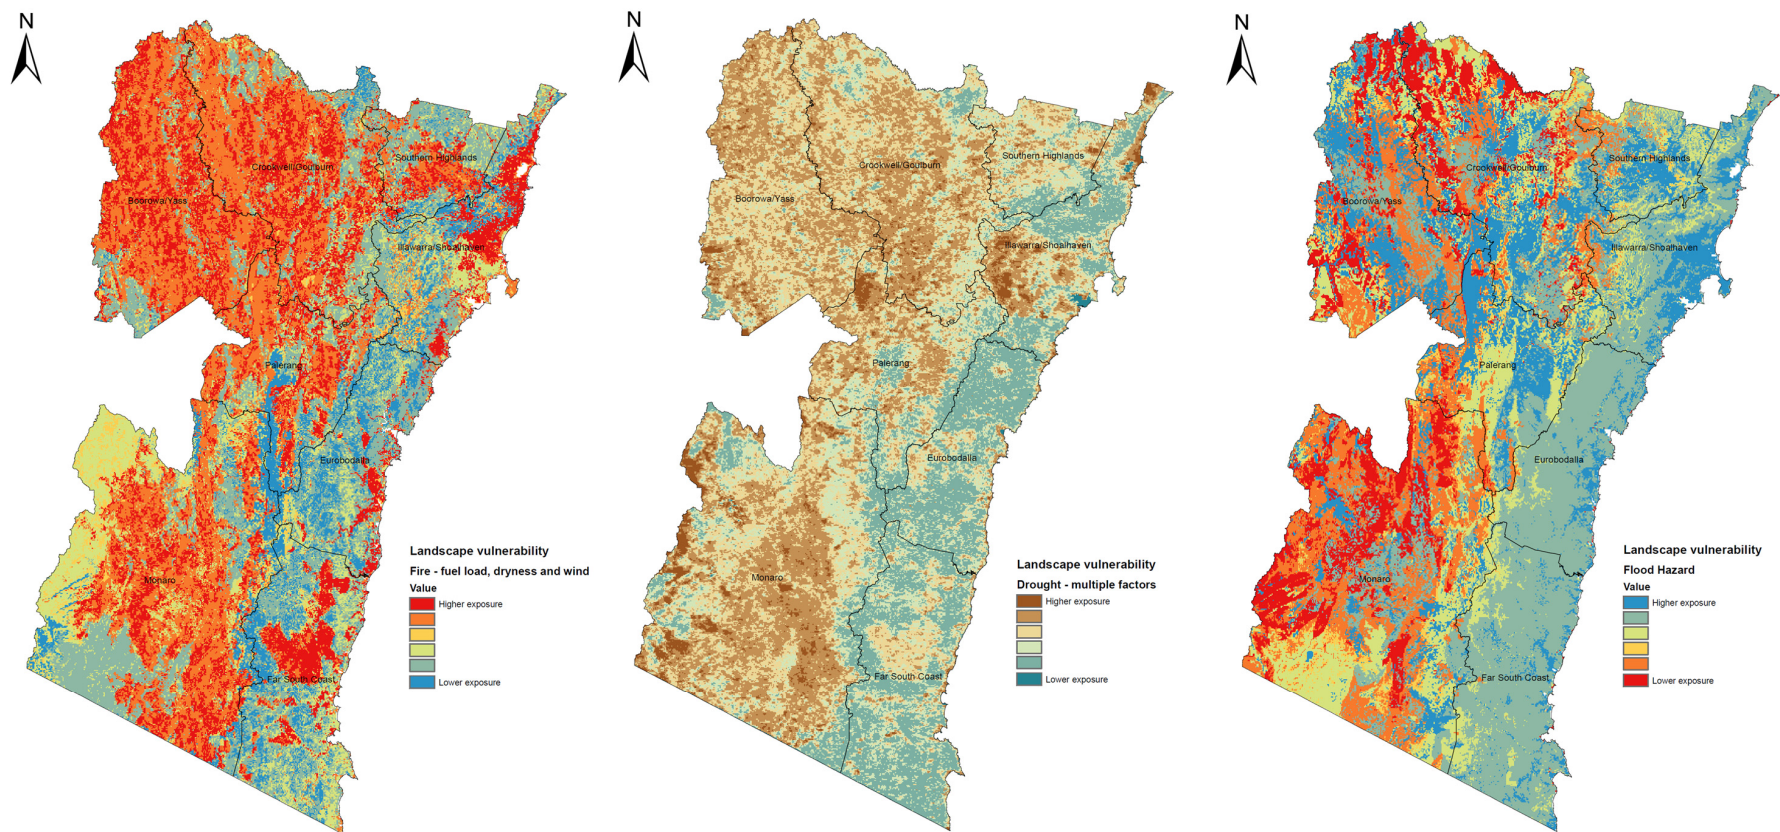 N
Crookwell/Goulburn
Southern Highlands
Boorowa/Yass
Illawarra/Shoalhaven
Palerang
Eurobodalla
Monaro
Far South Coast
Landscape vulnerability
Fire - fuel load, dryness and wind
Value
Higher exposure
Lower exposure
N
Southern Highlands
Crookwell/Goulburn
Boorowa/Yass
Illawarra/Shoalhaven
Palerang
Eurobodalla
Monaro
Far South Coast
Landscape vulnerability
Drought - multiple factors
Value
Higher exposure
Lower exposure
N
Southern Highlands
Crookwell/Goulburn
Boorowa/Yass
Illawarra/Shoalhaven
Palerang
Eurobodalla
Monaro
Far South Coast
Landscape vulnerability
Flood Hazard
Value
Higher exposure
Lower exposure